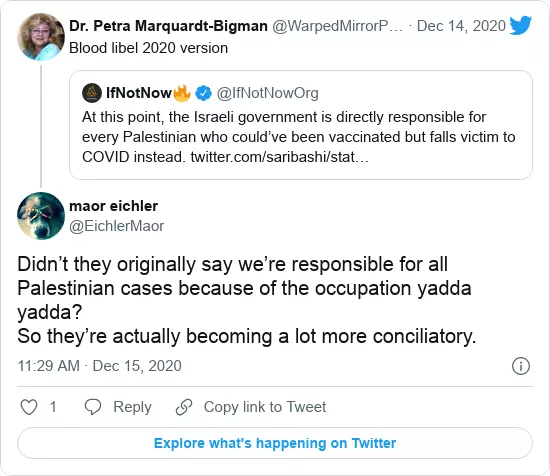 Dr. Petra Marquardt-Bigman @WarpedMirrorP… · Dec 14, 2020
Blood libel 2020 version
IfNotNow🔥 @IfNotNowOrg
At this point, the Israeli government is directly responsible for
every Palestinian who could’ve been vaccinated but falls victim to
COVID instead. twitter.com/saribashi/stat…
maor eichler
@EichlerMaor
Didn’t they originally say we’re responsible for all
Palestinian cases because of the occupation yadda
yadda?
So they’re actually becoming a lot more conciliatory.
11:29 AM · Dec 15, 2020
1 Reply Copy link to Tweet
Explore what's happening on Twitter